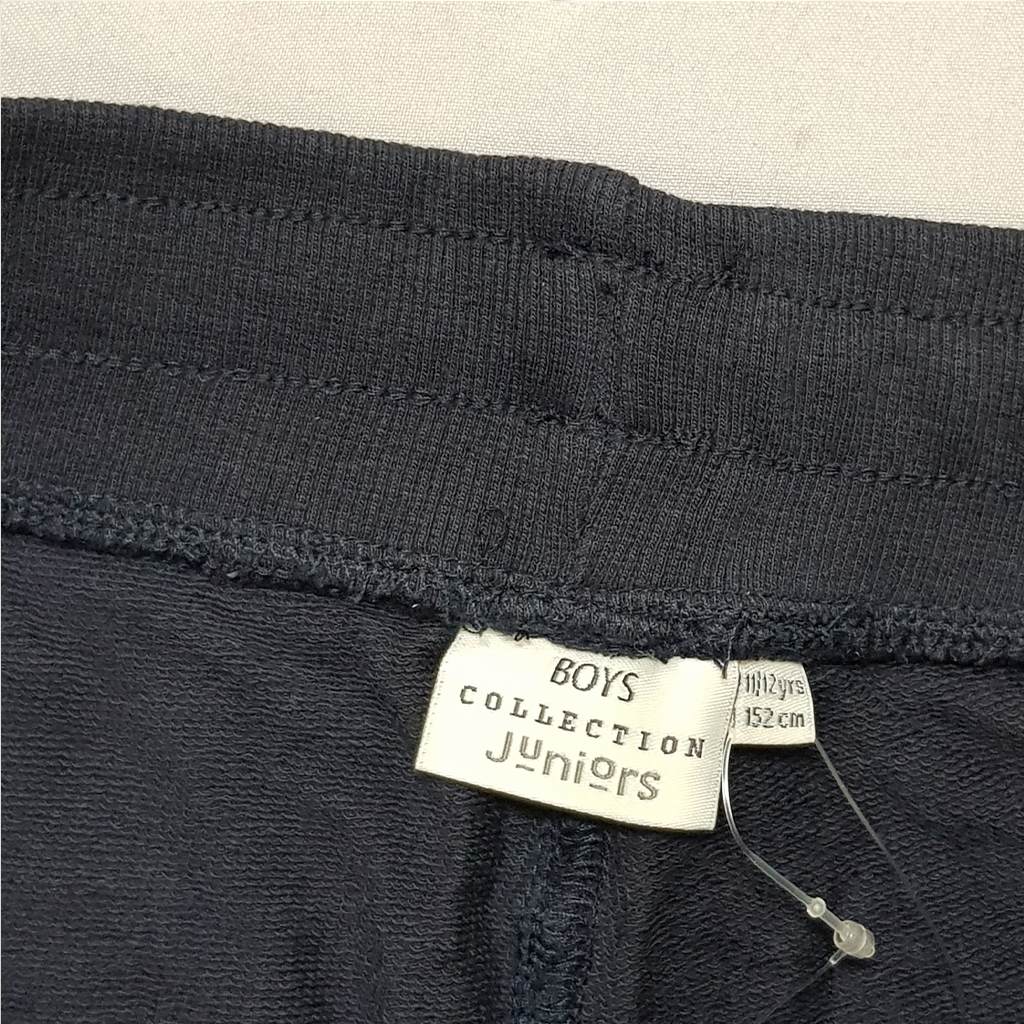 BOYS
COLLECTION
Juniors
11/12yrs
152 cm